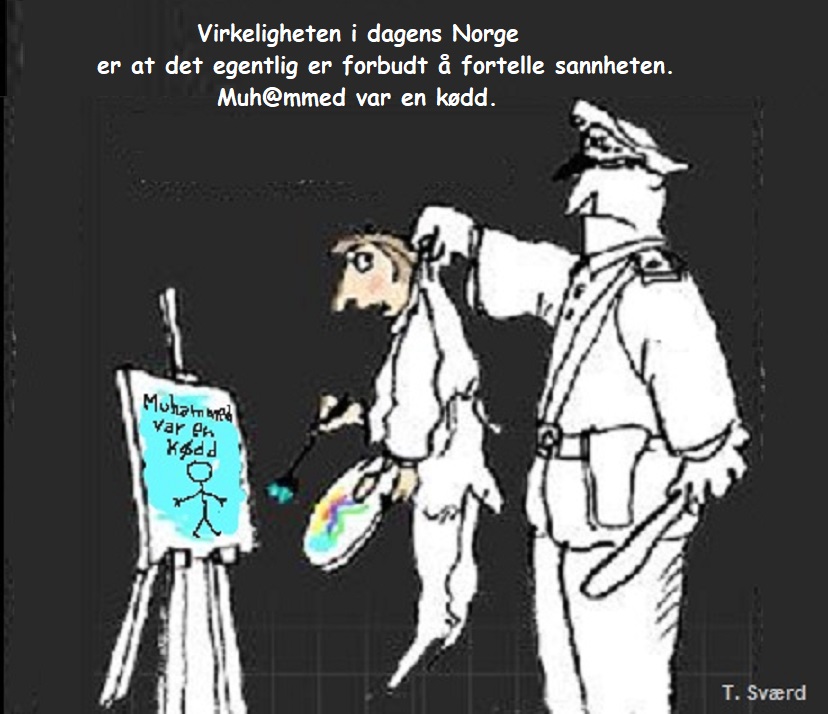 Virkeligheten i dagens Norge
er at det egentlig er forbudt å fortelle sannheten.
Muh@mmed var en kødd.
Muhammed
var en
kødd
T. Sværd